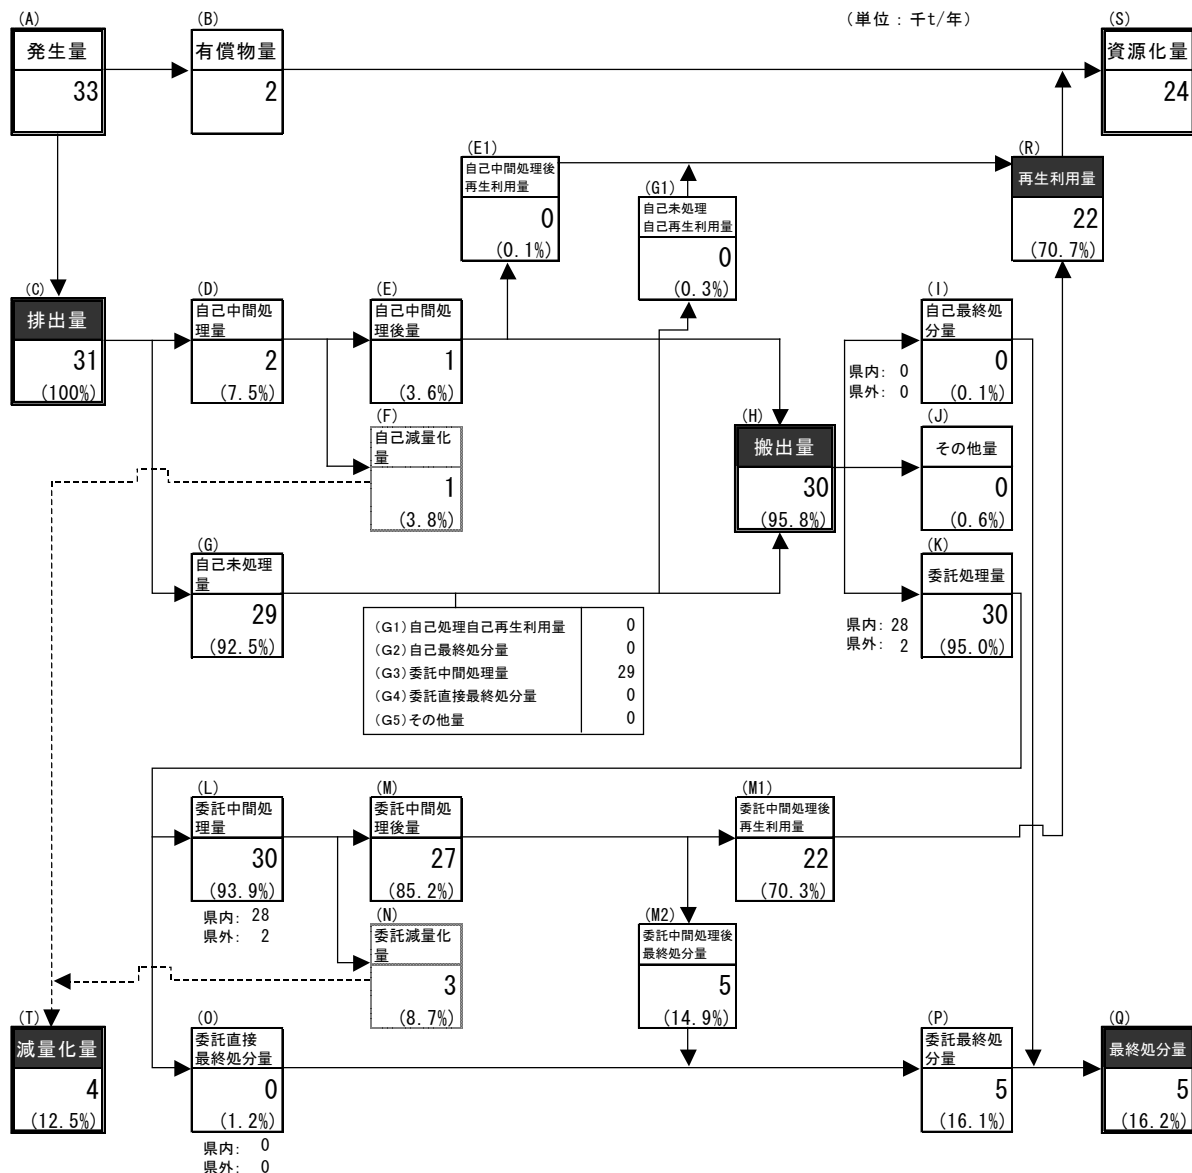 (A)
発生量
33
(B)
有償物量
2
(単位：千t/年)
(S)
資源化量
24
(E1)
自己中間処理後
再生利用量
0
(0.1%)
(G1)
自己未処理
自己再生利用量
0
(0.3%)
(R)
再生利用量
22
(70.7%)
(C)
排出量
31
(100%)
(D)
自己中間処
理量
2
(7.5%)
(E)
自己中間処
理後量
1
(3.6%)
(F)
自己減量化
量
1
(3.8%)
(G)
自己未処理
量
29
(92.5%)
(G1)自己処理自己再生利用量 0
(G2)自己最終処分量 0
(G3)委託中間処理量 29
(G4)委託直接最終処分量 0
(G5)その他量 0
(H)
搬出量
30
(95.8%)
(I)
自己最終処
分量
0
(0.1%)
県内: 0
県外: 0
(J)
その他量
0
(0.6%)
(K)
委託処理量
30
(95.0%)
県内: 28
県外: 2
(L)
委託中間処
理量
30
(93.9%)
県内: 28
県外: 2
(M)
委託中間処
理後量
27
(85.2%)
(M1)
委託中間処理後
再生利用量
22
(70.3%)
(N)
委託減量化
量
3
(8.7%)
(M2)
委託中間処理後
最終処分量
5
(14.9%)
(T)
減量化量
4
(12.5%)
(O)
委託直接
最終処分量
0
(1.2%)
県内: 0
県外: 0
(P)
委託最終処
分量
5
(16.1%)
(Q)
最終処分量
5
(16.2%)